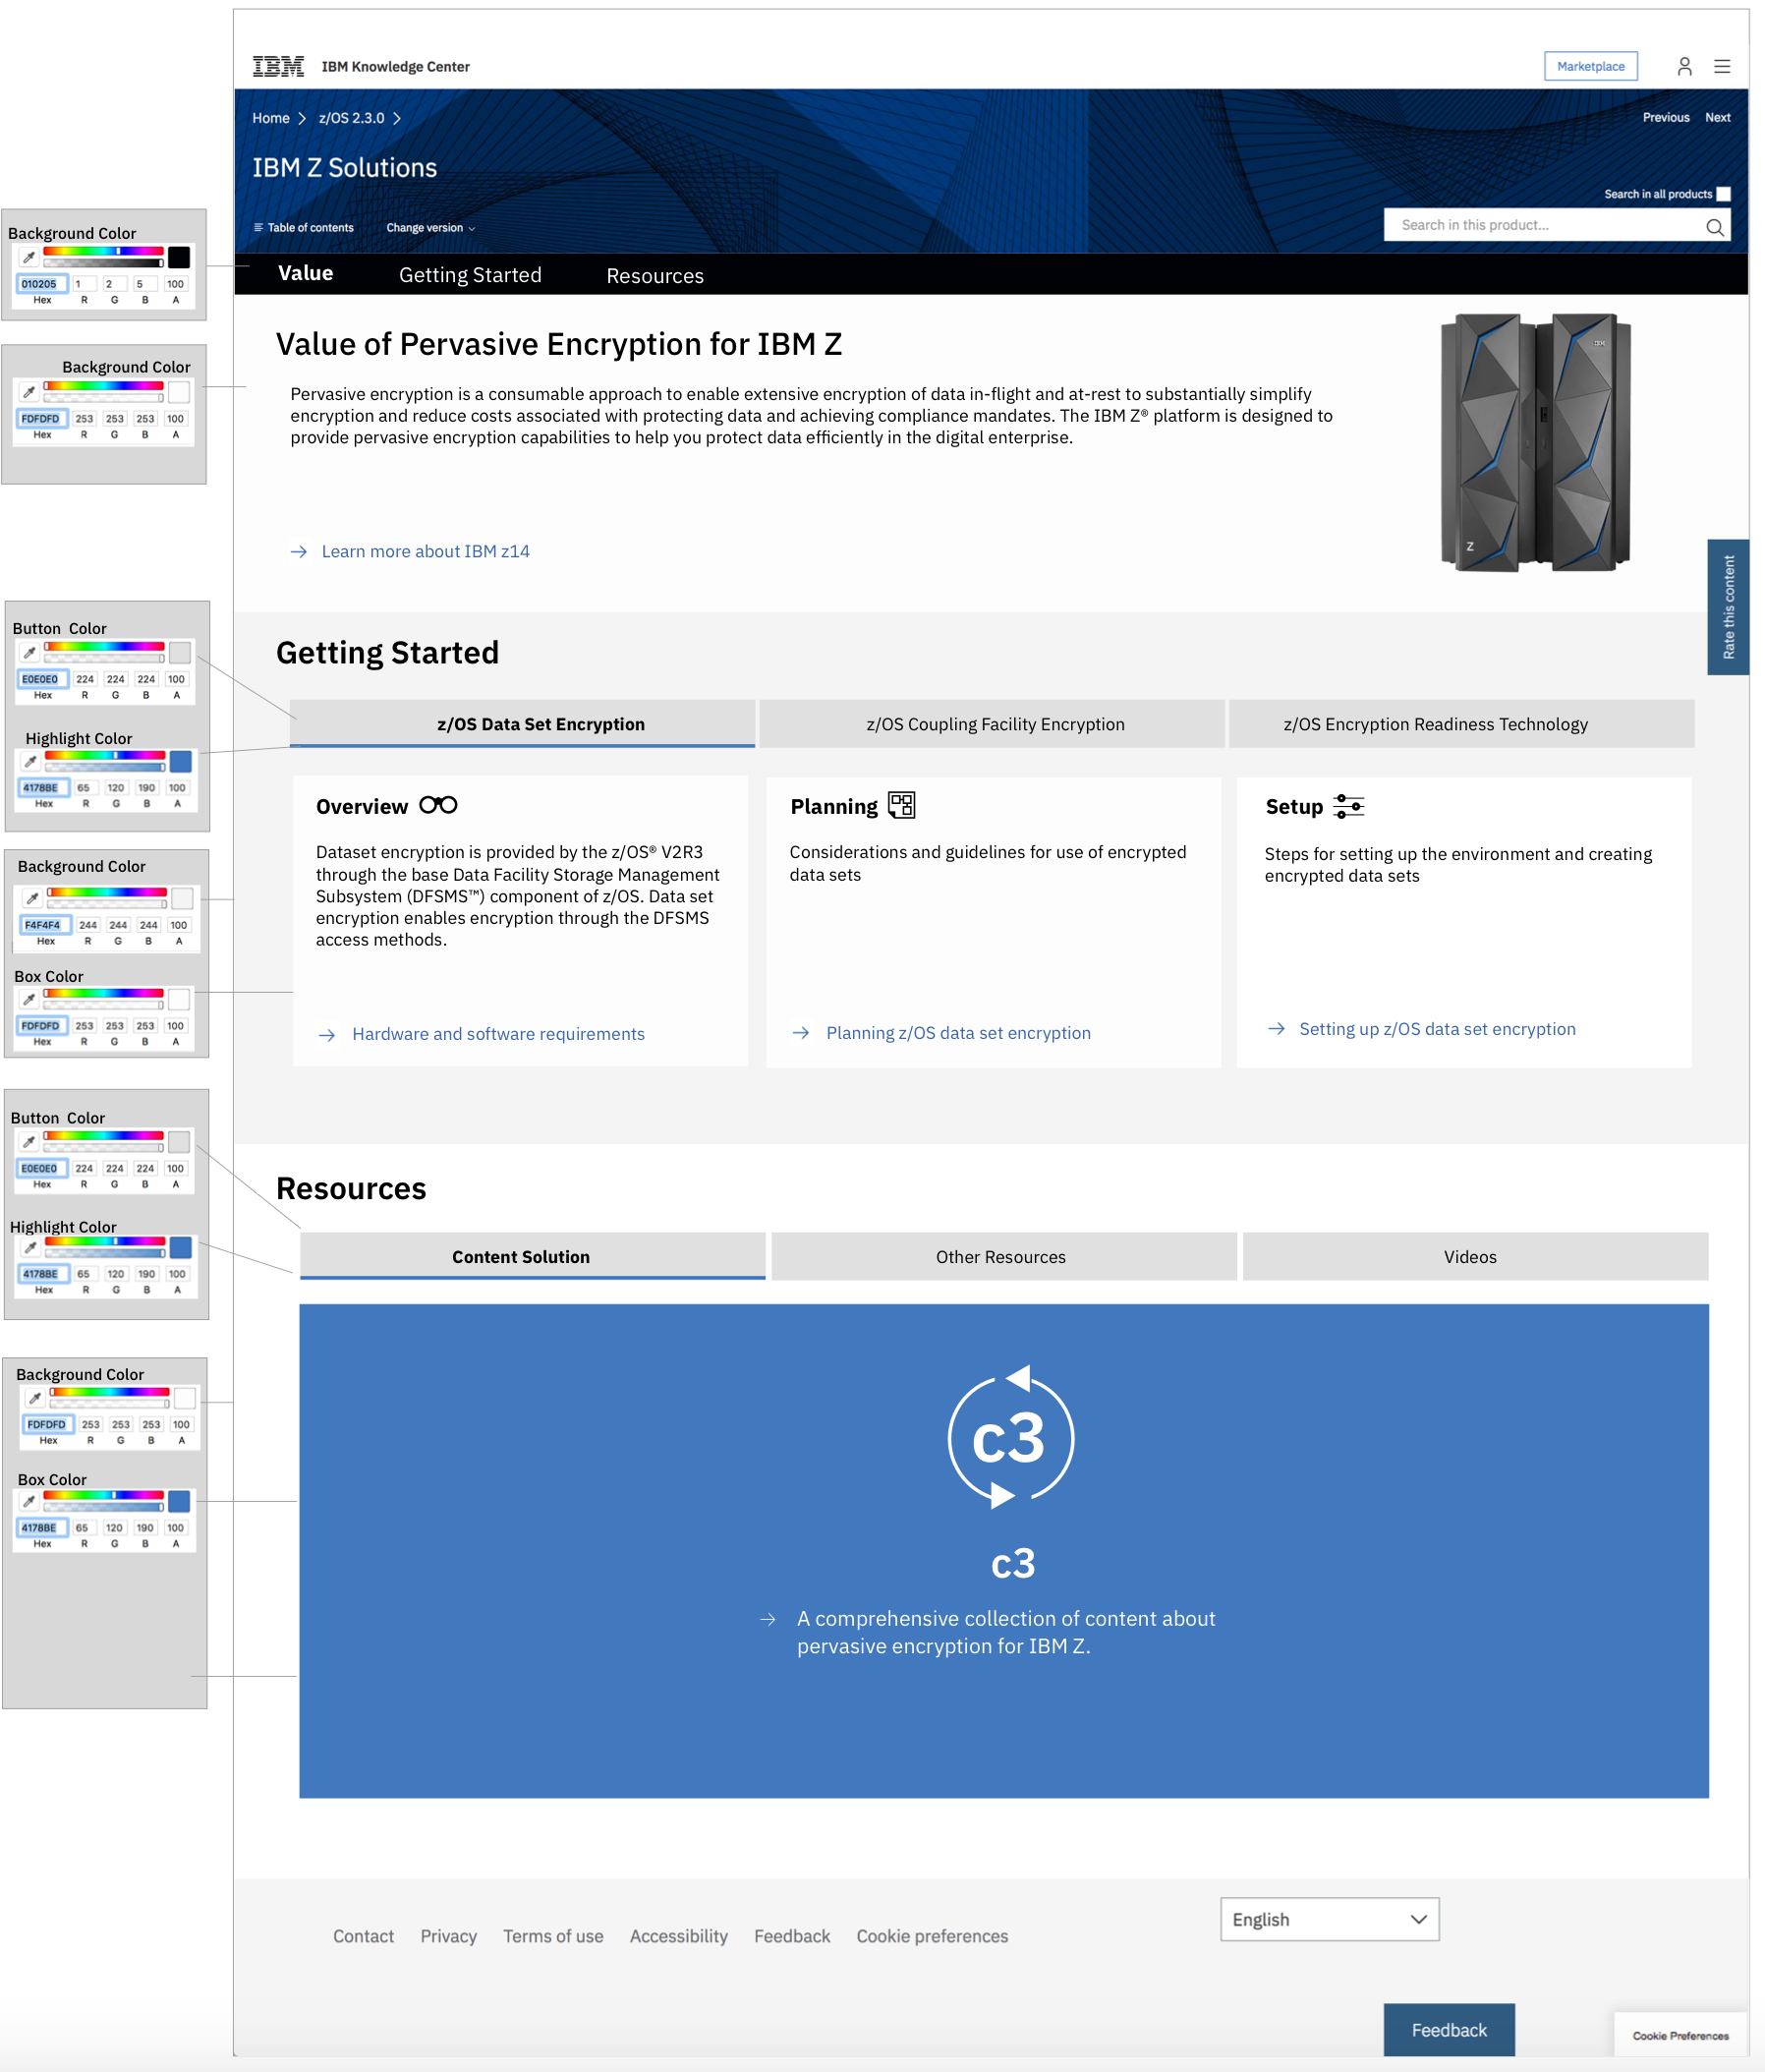 IBM
IBM Knowledge Center
Marketplace
Home
z/OS 2.3.0
Previous
Next
IBM Z Solutions
Search in all products
Table of contents
Change version
Search in this product...
Value
Getting Started
Resources
Value of Pervasive Encryption for IBM Z
Pervasive encryption is a consumable approach to enable extensive encryption of data in-flight and at-rest to substantially simplify
encryption and reduce costs associated with protecting data and achieving compliance mandates. The IBM Z® platform is designed to
provide pervasive encryption capabilities to help you protect data efficiently in the digital enterprise.
Learn more about IBM z14
IBM
Z
Rate this content
Getting Started
z/OS Data Set Encryption
z/OS Coupling Facility Encryption
z/OS Encryption Readiness Technology
Overview
Dataset encryption is provided by the z/OS® V2R3
through the base Data Facility Storage Management
Subsystem (DFSMS™) component of z/OS. Data set
encryption enables encryption through the DFSMS
access methods.
Hardware and software requirements
Planning
Considerations and guidelines for use of encrypted
data sets
Planning z/OS data set encryption
Setup
Steps for setting up the environment and creating
encrypted data sets
Setting up z/OS data set encryption
Resources
Content Solution
Other Resources
Videos
c3
c3
A comprehensive collection of content about
pervasive encryption for IBM Z.
Contact
Privacy
Terms of use
Accessibility
Feedback
Cookie preferences
English
Feedback
Cookie Preferences
Background Color
010205 1 2 5 100
Hex R G B A
Background Color
FDFDFD 253 253 253 100
Hex R G B A
Button Color
E0E0E0 224 224 224 100
Hex R G B A
Highlight Color
4178BE 65 120 190 100
Hex R G B A
Background Color
F4F4F4 244 244 244 100
Hex R G B A
Box Color
FDFDFD 253 253 253 100
Hex R G B A
Button Color
E0E0E0 224 224 224 100
Hex R G B A
Highlight Color
4178BE 65 120 190 100
Hex R G B A
Background Color
FDFDFD 253 253 253 100
Hex R G B A
Box Color
4178BE 65 120 190 100
Hex R G B A